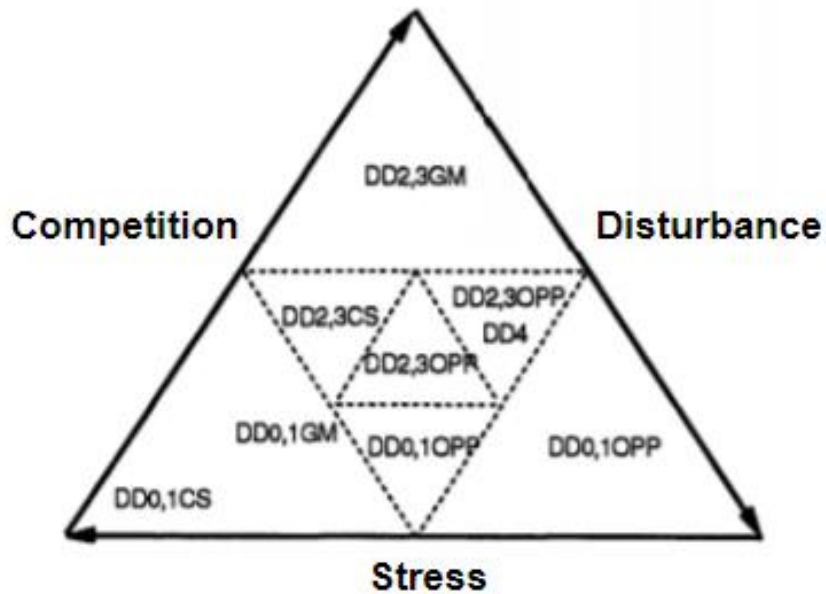 DD2,3GM
Competition
Disturbance
DD2,3CS
DD2,3OPP
DD4
DD2,3OPP
DD0,1GM
DD0,1OPP
DD0,1OPP
DD0,1CS
Stress